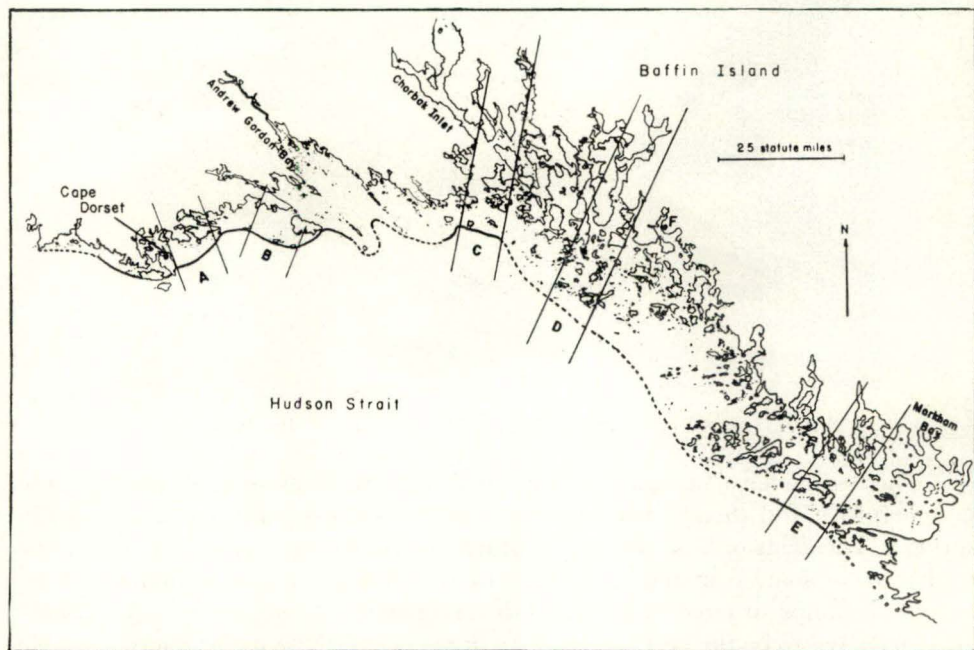 Baffin Island
25 statute miles
N
Andrew Gordon Bay
Chorbak Inlet
Cape
Dorset
F
A
B
C
D
Hudson Strait
Markham
Bay
E